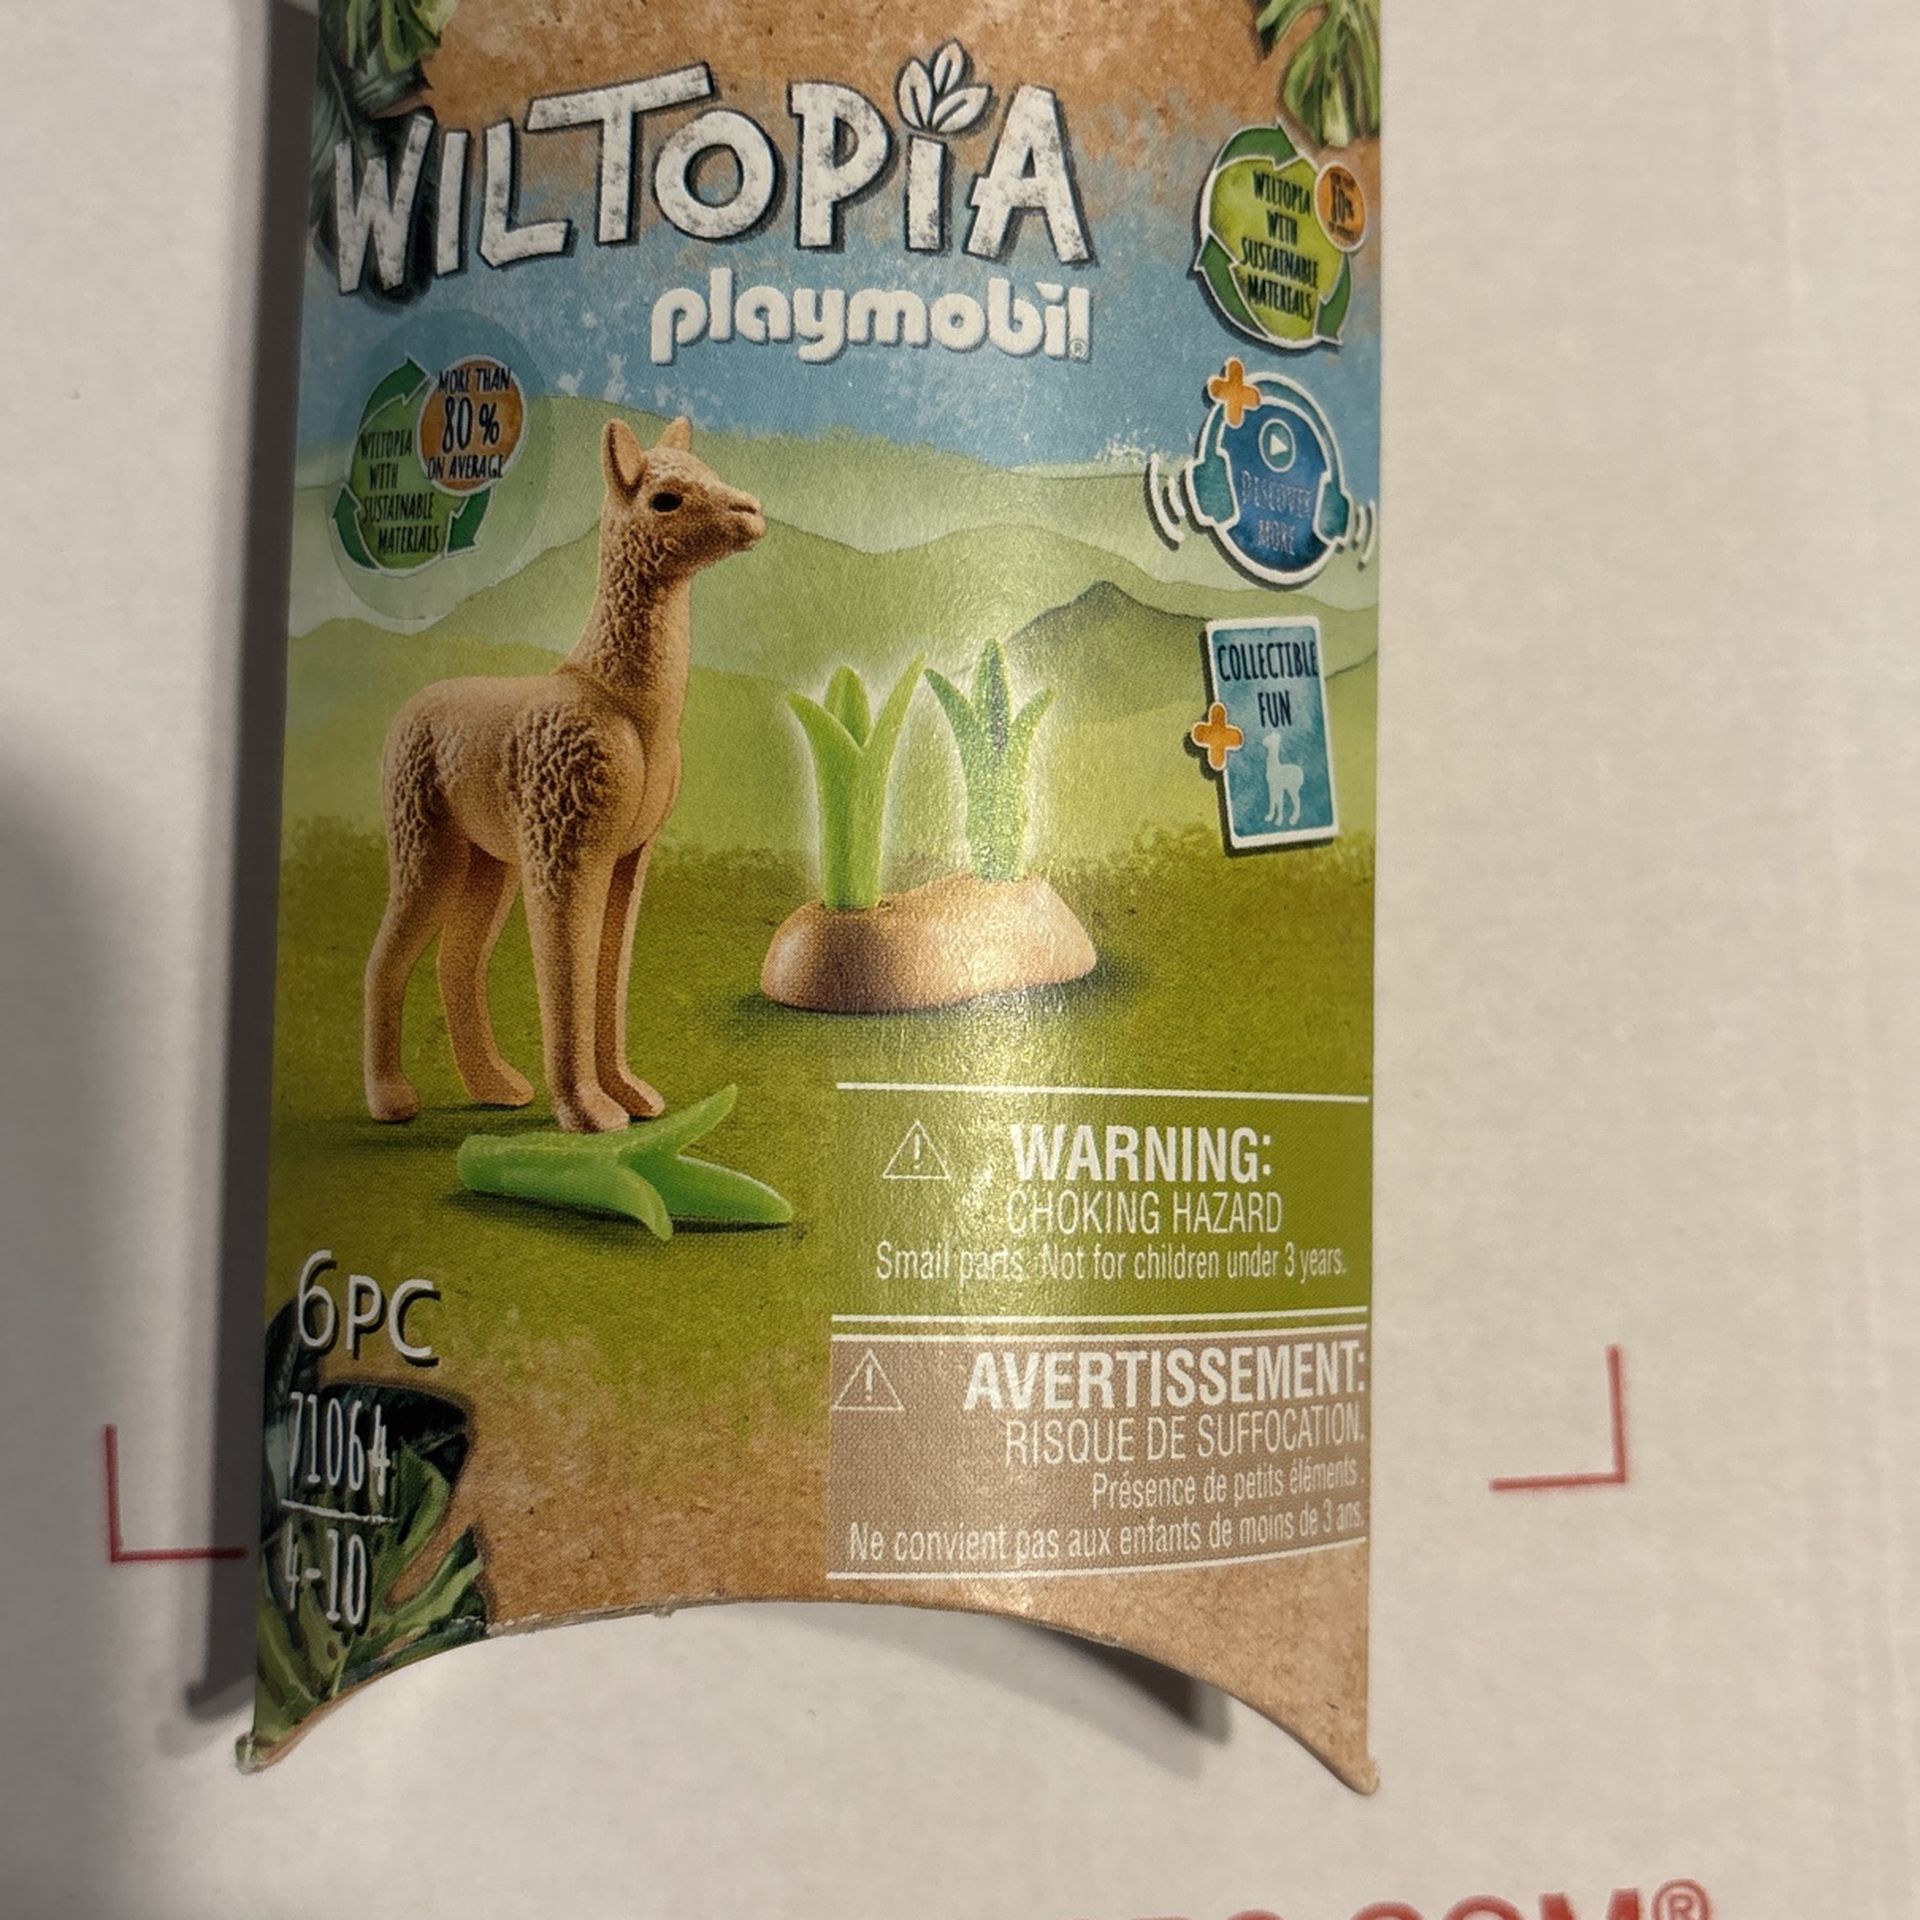 WILTOPiA
playmobil®
WILTOPIA
WITH
SUSTAINABLE
MATERIALS
MORE THAN
80 %
ON AVERAGE
WILTOPIA
WITH
SUSTAINABLE
MATERIALS
DISCOVER
MORE
COLLECTIBLE
FUN
WARNING:
CHOKING HAZARD
Small parts. Not for children under 3 years.
6PC
71064
4-10
AVERTISSEMENT:
RISQUE DE SUFFOCATION.
Présence de petits éléments.
Ne convient pas aux enfants de moins de 3 ans.